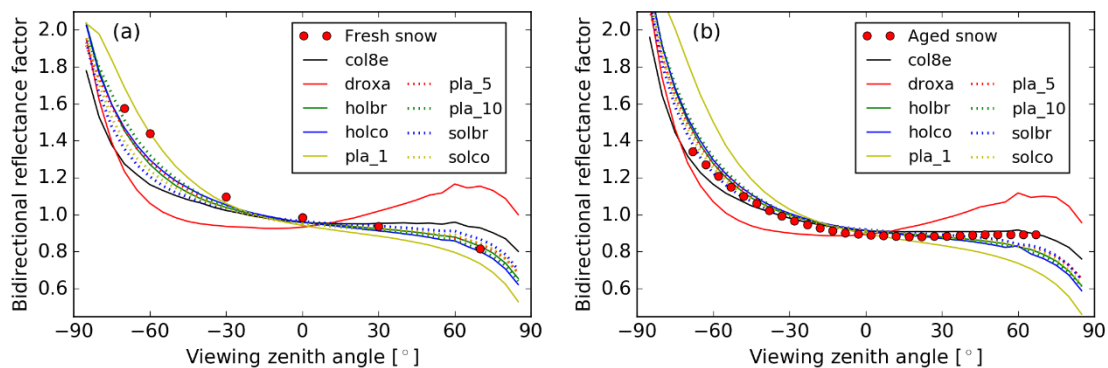 (a)
Bidirectional reflectance factor
2.0
1.8
1.6
1.4
1.2
1.0
0.8
0.6
Fresh snow
col8e
droxa pla_5
holbr pla_10
holco solbr
pla_1 solco
−90 −60 −30 0 30 60 90
Viewing zenith angle [°]
(b)
Bidirectional reflectance factor
2.0
1.8
1.6
1.4
1.2
1.0
0.8
0.6
Aged snow
col8e
droxa pla_5
holbr pla_10
holco solbr
pla_1 solco
−90 −60 −30 0 30 60 90
Viewing zenith angle [°]